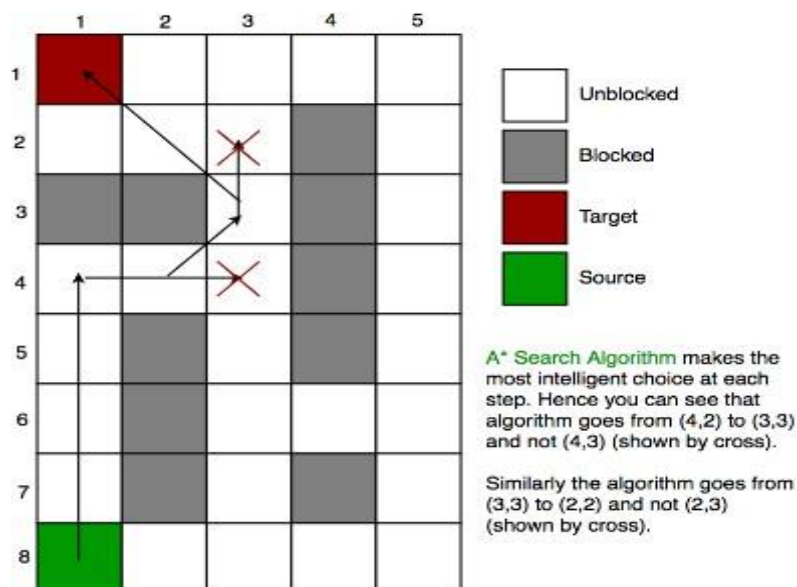 1 2 3 4 5
1
2
3
4
5
6
7
8
Unblocked
Blocked
Target
Source
A* Search Algorithm makes the
most intelligent choice at each
step. Hence you can see that
algorithm goes from (4,2) to (3,3)
and not (4,3) (shown by cross).
Similarly the algorithm goes from
(3,3) to (2,2) and not (2,3)
(shown by cross).